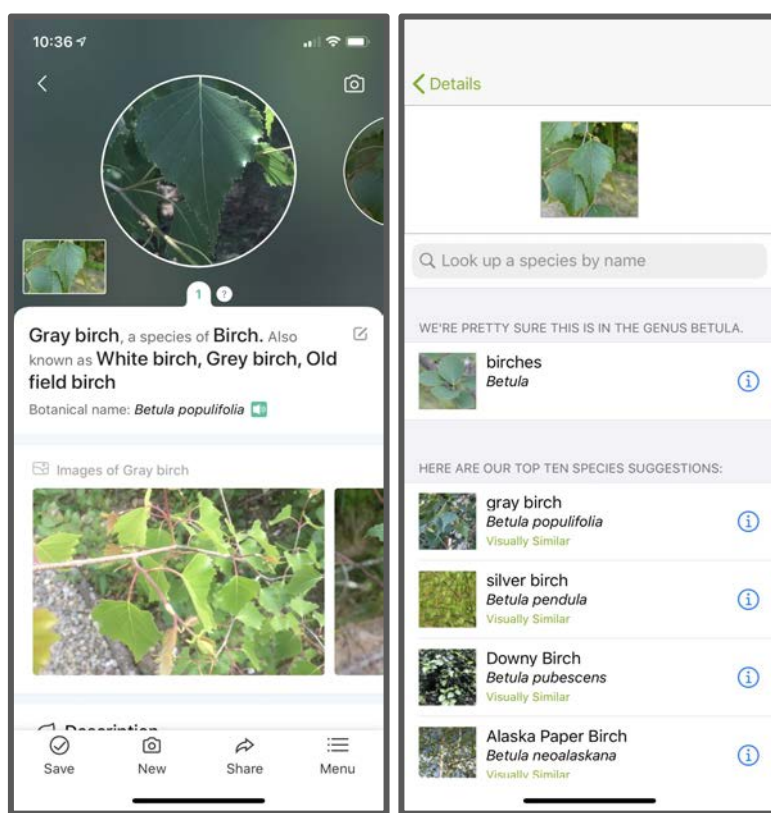 10:36
1 ?
Gray birch, a species of Birch. Also
known as White birch, Grey birch, Old
field birch
Botanical name: Betula populifolia
Images of Gray birch
Description
Save New Share Menu
Details
Look up a species by name
WE'RE PRETTY SURE THIS IS IN THE GENUS BETULA.
birches
Betula
HERE ARE OUR TOP TEN SPECIES SUGGESTIONS:
gray birch
Betula populifolia
Visually Similar
silver birch
Betula pendula
Visually Similar
Downy Birch
Betula pubescens
Visually Similar
Alaska Paper Birch
Betula neoalaskana
Visually Similar